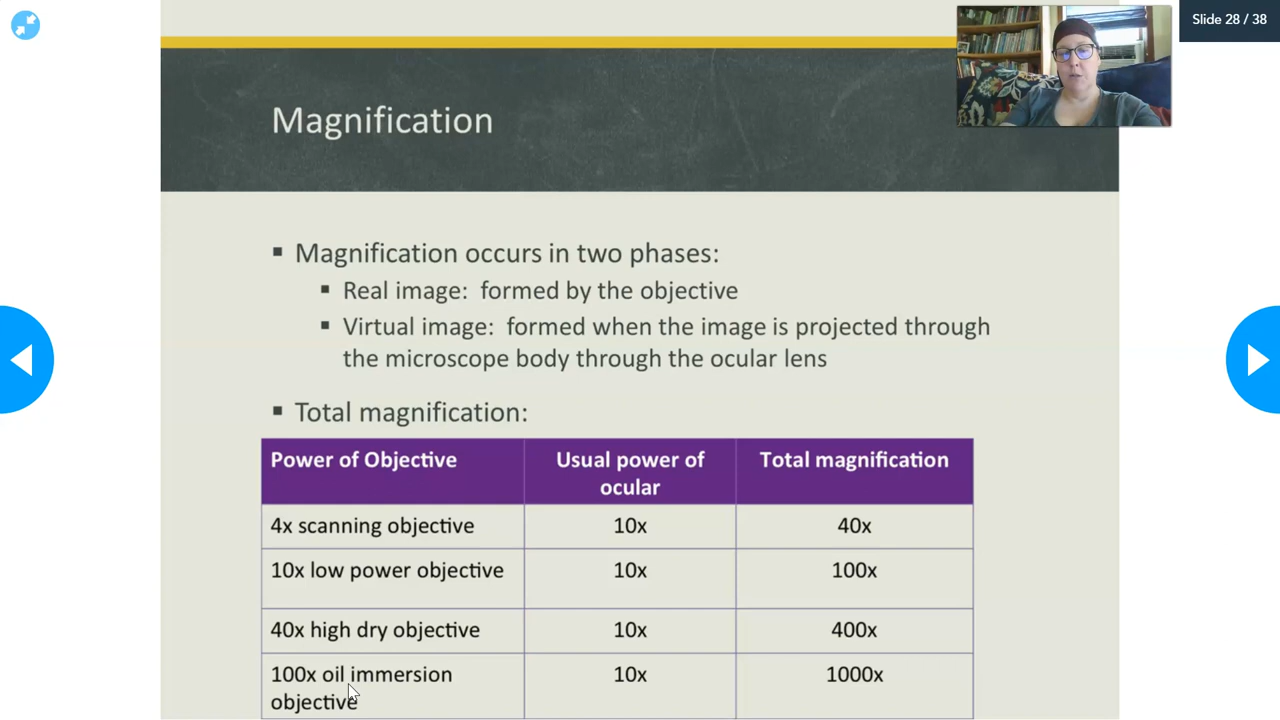 Slide 28 / 38
Magnification
▪ Magnification occurs in two phases:
▪ Real image: formed by the objective
▪ Virtual image: formed when the image is projected through
the microscope body through the ocular lens
▪ Total magnification:
Power of Objective Usual power of ocular Total magnification
4x scanning objective 10x 40x
10x low power objective 10x 100x
40x high dry objective 10x 400x
100x oil immersion objective 10x 1000x